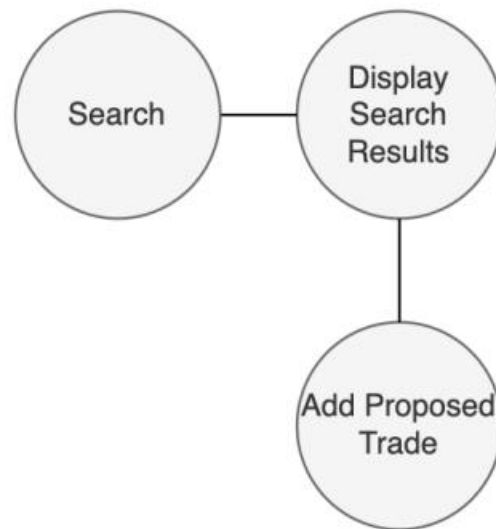 Search
Display
Search
Results
Add Proposed
Trade